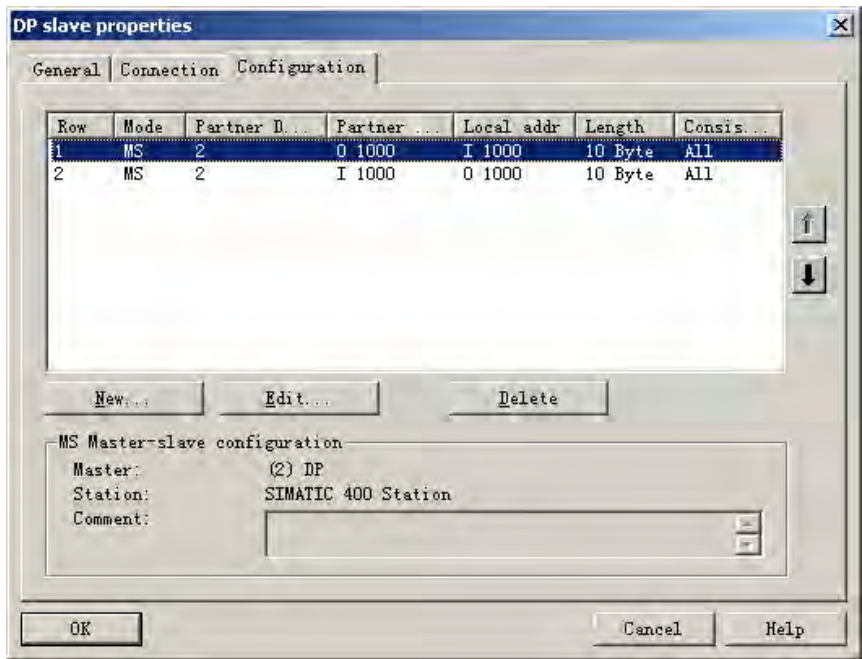 DP slave properties
General Connection Configuration
Row Mode Partner D... Partner ... Local addr Length Consis...
1 MS 2 O 1000 I 1000 10 Byte All
2 MS 2 I 1000 O 1000 10 Byte All
New... Edit... Delete
MS Master-slave configuration
Master: (2) DP
Station: SIMATIC 400 Station
Comment:
OK Cancel Help